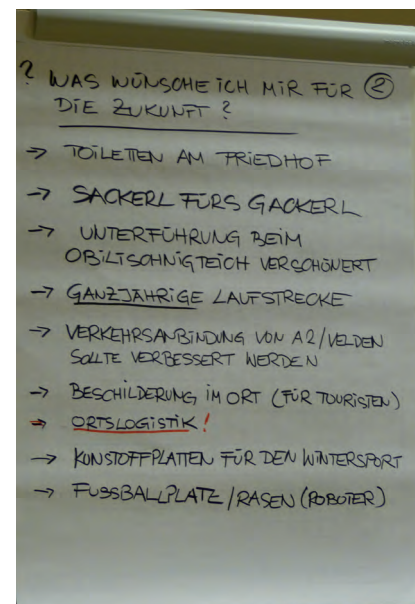 ? WAS WÜNSCHE ICH MIR FÜR ②
DIE ZUKUNFT ?
→ TOILETTEN AM FRIEDHOF
→ SACKERL FÜRS GACKERL
→ UNTERFÜHRUNG BEIM
OBILTSCHNIGTEICH VERSCHÖNERT
→ GANZJÄHRIGE LAUFSTRECKE
→ VERKEHRSANBINDUNG VON A2/VELDEN
SOLLTE VERBESSERT WERDEN
→ BESCHILDERUNG IM ORT (FÜR TOURISTEN)
→ ORTSLOGISTIK!
→ KUNSTOFFPLATTEN FÜR DEN WINTERSPORT
→ FUSSBALLPLATZ/RASEN (ROBOTER)